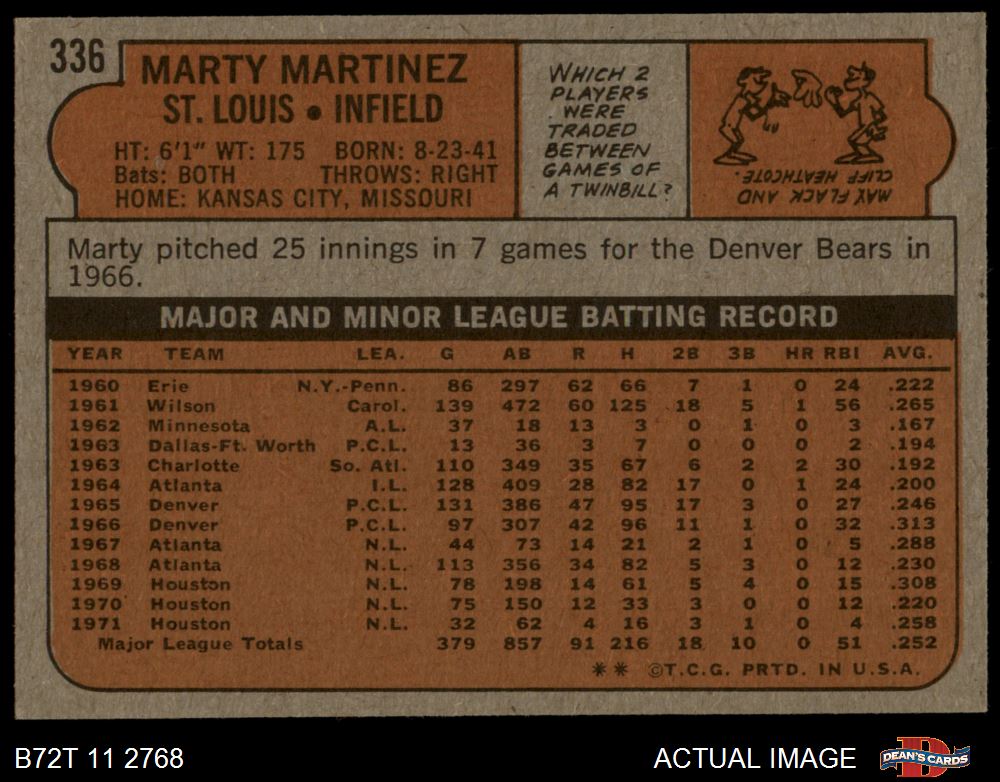 336
MARTY MARTINEZ
ST. LOUIS • INFIELD
HT: 6'1" WT: 175 BORN: 8-23-41
Bats: BOTH THROWS: RIGHT
HOME: KANSAS CITY, MISSOURI
WHICH 2
PLAYERS
WERE
TRADED
BETWEEN
GAMES OF
A TWINBILL?
MAX FLACK AND
CLIFF HEATHCOTE.
Marty pitched 25 innings in 7 games for the Denver Bears in
1966.
MAJOR AND MINOR LEAGUE BATTING RECORD
YEAR TEAM LEA. G AB R H 2B 3B HR RBI AVG.
1960 Erie N.Y.-Penn. 86 297 62 66 7 1 0 24 .222
1961 Wilson Carol. 139 472 60 125 18 5 1 56 .265
1962 Minnesota A.L. 37 18 13 3 0 1 0 3 .167
1963 Dallas-Ft. Worth P.C.L. 13 36 3 7 0 0 0 2 .194
1963 Charlotte So. Atl. 110 349 35 67 6 2 2 30 .192
1964 Atlanta I.L. 128 409 28 82 17 0 1 24 .200
1965 Denver P.C.L. 131 386 47 95 17 3 0 27 .246
1966 Denver P.C.L. 97 307 42 96 11 1 0 32 .313
1967 Atlanta N.L. 44 73 14 21 2 1 0 5 .288
1968 Atlanta N.L. 113 356 34 82 5 3 0 12 .230
1969 Houston N.L. 78 198 14 61 5 4 0 15 .308
1970 Houston N.L. 75 150 12 33 3 0 0 12 .220
1971 Houston N.L. 32 62 4 16 3 1 0 4 .258
Major League Totals 379 857 91 216 18 10 0 51 .252
** ©T.C.G. PRTD. IN U.S.A.
B72T 11 2768
ACTUAL IMAGE
DEAN'S CARDS